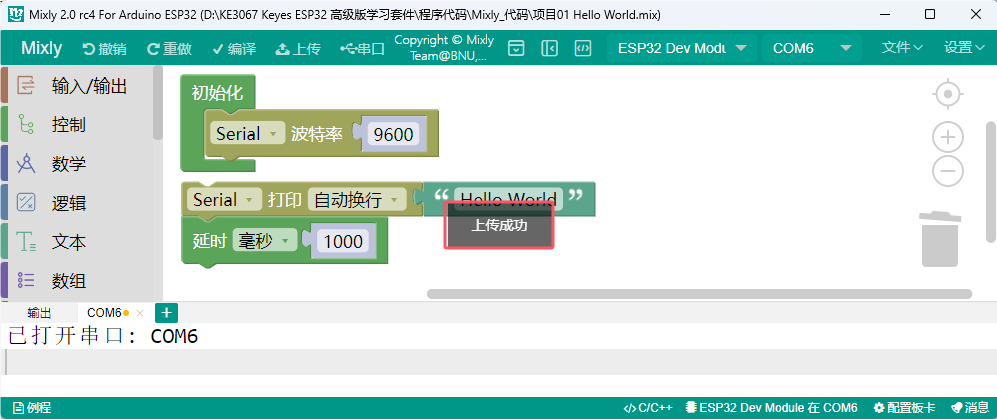 Mixly 2.0 rc4 For Arduino ESP32 (D:\KE3067 Keyes ESP32 高级版学习套件\程序代码\Mixly_代码\项目01 Hello World.mix)
Mixly 撤销 重做 编译 上传 串口 Copyright © Mixly Team@BNU,... ESP32 Dev Modu COM6 文件 设置
输入/输出
控制
数学
逻辑
文本
数组
初始化
Serial 波特率 9600
Serial 打印 自动换行 “ Hello World ”
延时 毫秒 1000
上传成功
输出 COM6 +
已打开串口: COM6
例程 C/C++ ESP32 Dev Module 在 COM6 配置板卡 消息